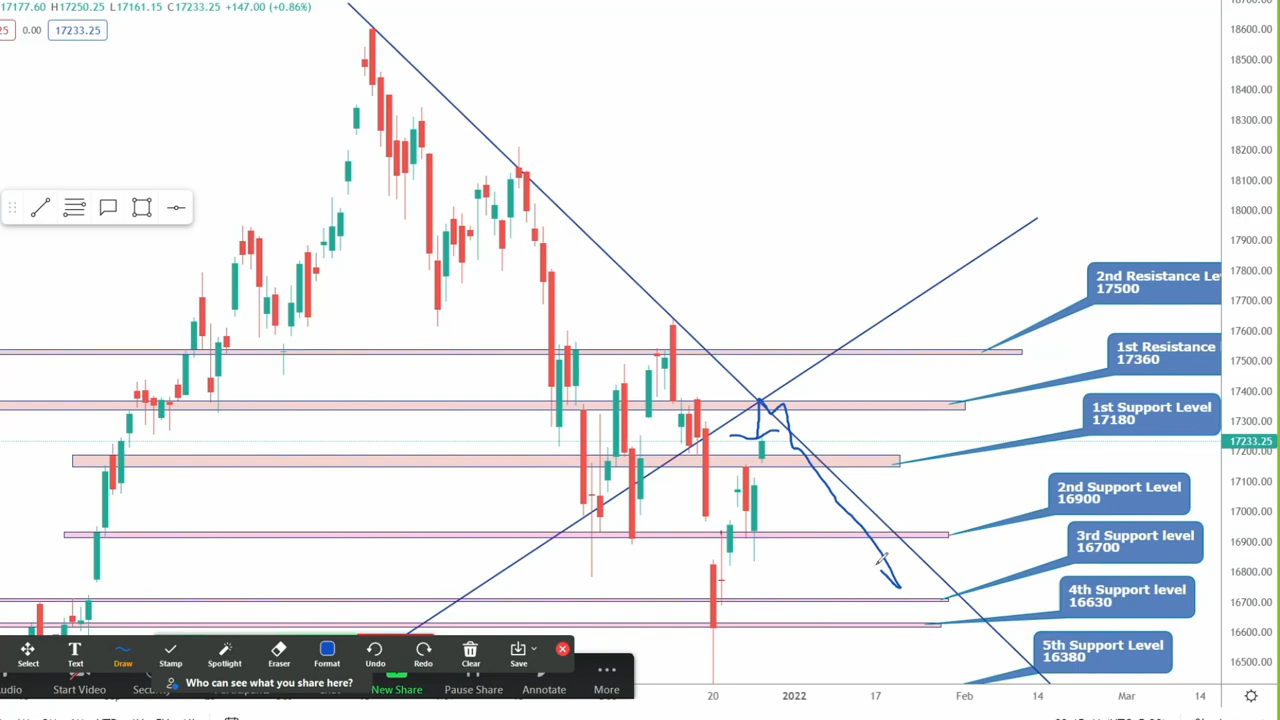 17177.60 H17250.25 L17161.15 C17233.25 +147.00 (+0.86%)
25 0.00 17233.25
18600.00
18500.00
18400.00
18300.00
18200.00
18100.00
18000.00
17900.00
17800.00
17700.00
17600.00
17500.00
17400.00
17300.00
17233.25
17200.00
17100.00
17000.00
16900.00
16800.00
16700.00
16600.00
16500.00
2nd Resistance Le
17500
1st Resistance
17360
1st Support Level
17180
2nd Support Level
16900
3rd Support level
16700
4th Support level
16630
5th Support Level
16380
Select Text Draw Stamp Spotlight Eraser Format Undo Redo Clear Save
Who can see what you share here?
udio Start Video Securi New Share Pause Share Annotate More
20 2022 17 Feb 14 Mar 14